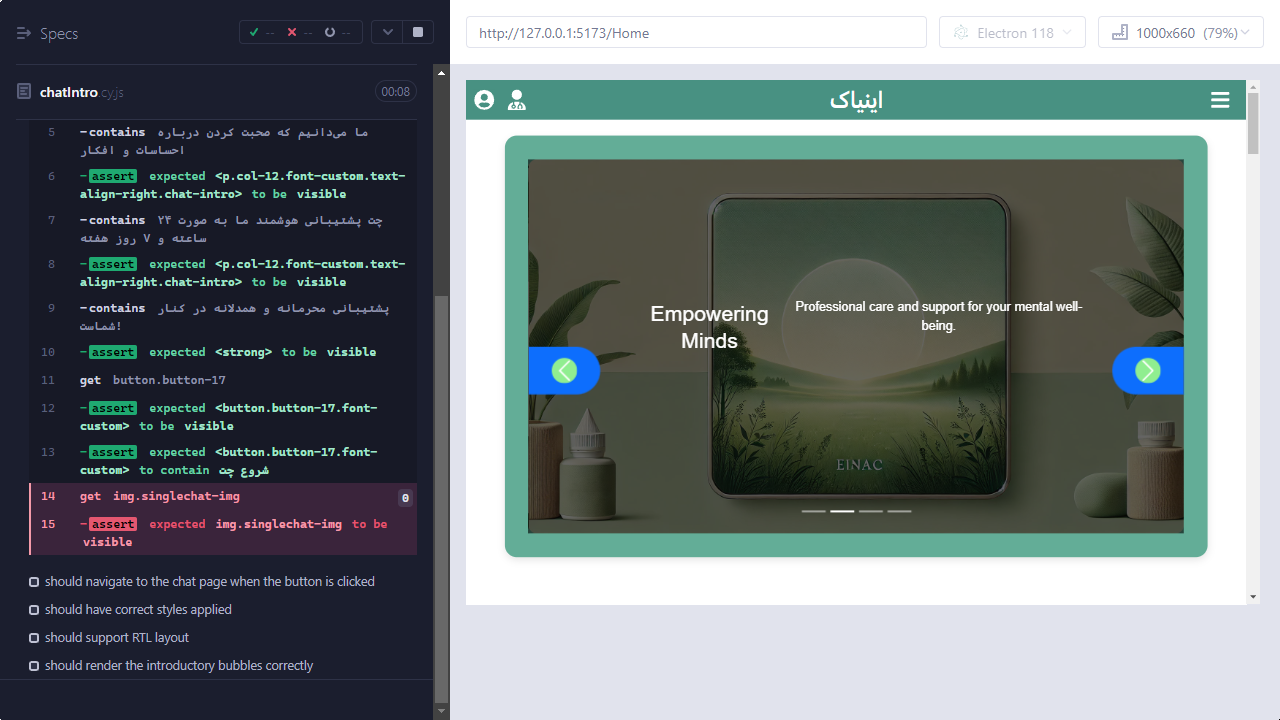 Specs
-- -- --
chatIntro.cy.js
00:08
5 -contains ما می‌دانیم که صحبت کردن درباره
احساسات و افکار
6 -assert expected <p.col-12.font-custom.text-
align-right.chat-intro> to be visible
7 -contains چت پشتیبانی هوشمند ما به صورت ۲۴
ساعته و ۷ روز هفته
8 -assert expected <p.col-12.font-custom.text-
align-right.chat-intro> to be visible
9 -contains پشتیبانی محرمانه و همدلانه در کنار
شماست!
10 -assert expected <strong> to be visible
11 get button.button-17
12 -assert expected <button.button-17.font-
custom> to be visible
13 -assert expected <button.button-17.font-
custom> to contain شروع چت
14 get img.singlechat-img 0
15 -assert expected img.singlechat-img to be
visible
should navigate to the chat page when the button is clicked
should have correct styles applied
should support RTL layout
should render the introductory bubbles correctly
http://127.0.0.1:5173/Home
Electron 118
1000x660 (79%)
اینیاک
Empowering
Minds
Professional care and support for your mental well-
being.
EINAC